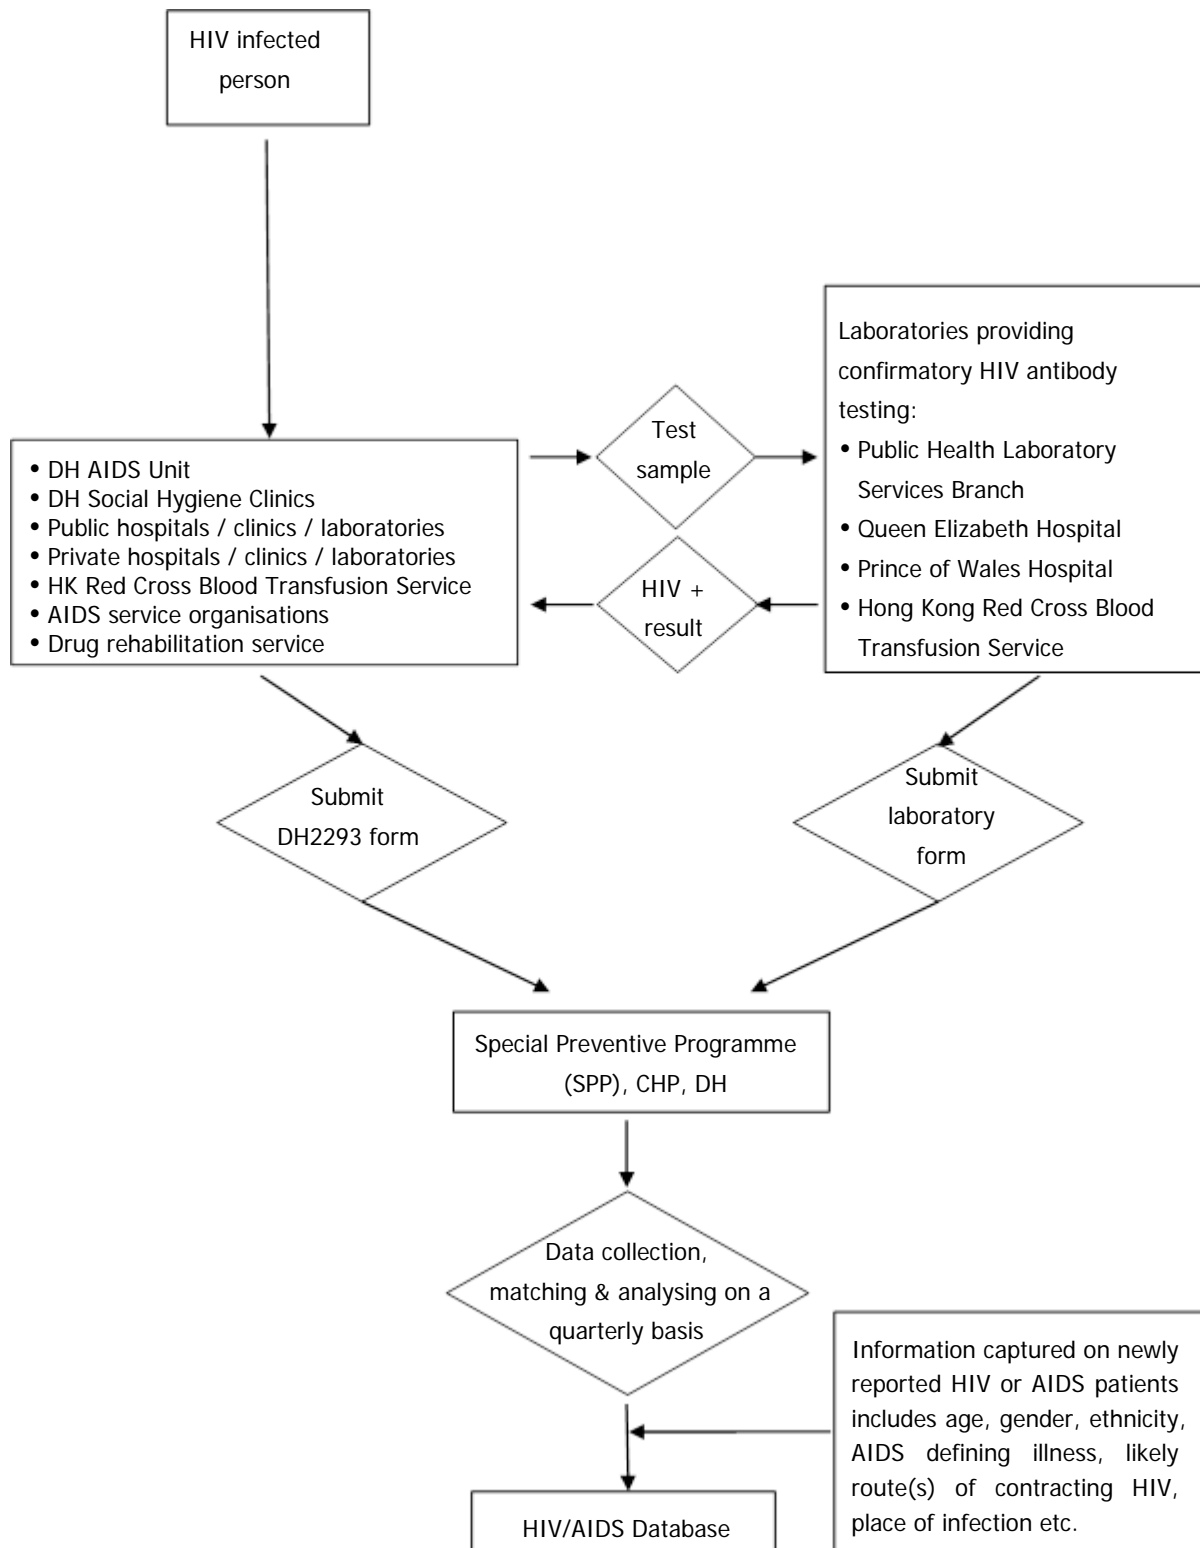 HIV infected
person
• DH AIDS Unit
• DH Social Hygiene Clinics
• Public hospitals / clinics / laboratories
• Private hospitals / clinics / laboratories
• HK Red Cross Blood Transfusion Service
• AIDS service organisations
• Drug rehabilitation service
Test
sample
HIV +
result
Laboratories providing
confirmatory HIV antibody
testing:
• Public Health Laboratory
Services Branch
• Queen Elizabeth Hospital
• Prince of Wales Hospital
• Hong Kong Red Cross Blood
Transfusion Service
Submit
DH2293 form
Submit
laboratory
form
Special Preventive Programme
(SPP), CHP, DH
Data collection,
matching & analysing on a
quarterly basis
Information captured on newly
reported HIV or AIDS patients
includes age, gender, ethnicity,
AIDS defining illness, likely
route(s) of contracting HIV,
place of infection etc.
HIV/AIDS Database